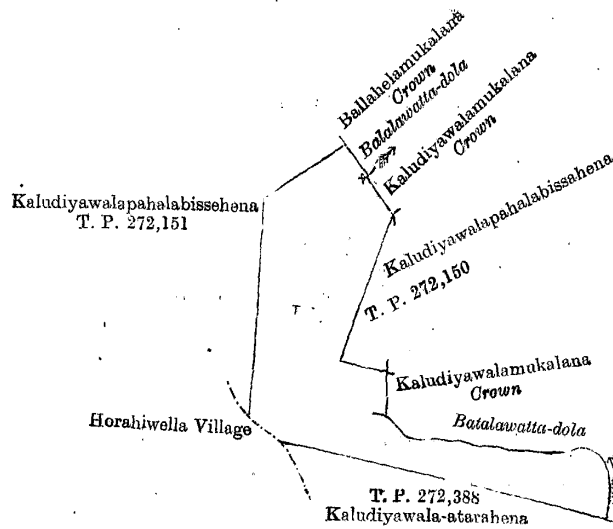 Ballahelamukalana
Crown
Batalawatta-dola
Kaludiyawalamukalana
Crown
Kaludiyawalapahalabissehena
T. P. 272,151
Kaludiyawalapahalabissahena
T. P. 272,150
T
Kaludiyawalamukalana
Crown
Horahiwella Village
Batalawatta-dola
T. P. 272,388
Kaludiyawala-atarahena